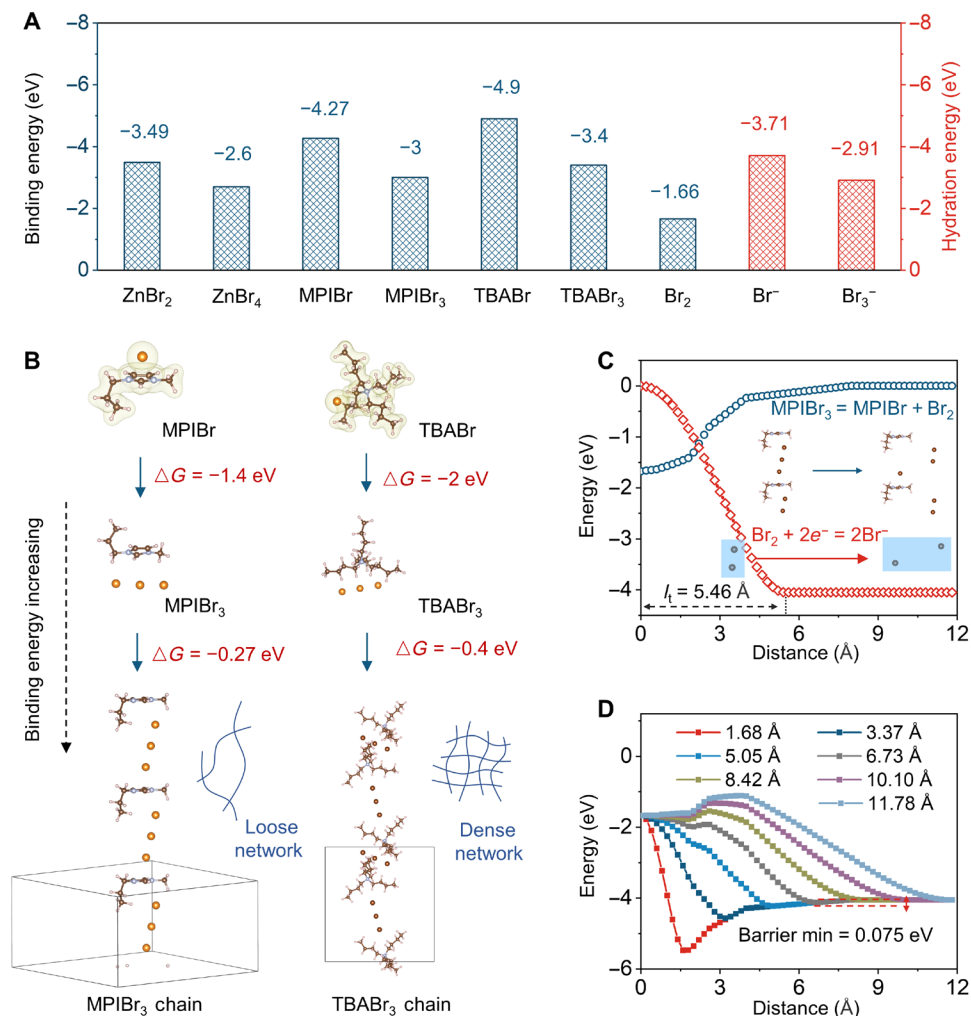 A
Binding energy (eV)
−8
−6
−4
−2
0
−3.49
−2.6
−4.27
−3
−4.9
−3.4
−1.66
−3.71
−2.91
−8
−6
−4
−2
0
Hydration energy (eV)
ZnBr₂
ZnBr₄
MPIBr
MPIBr₃
TBABr
TBABr₃
Br₂
Br⁻
Br₃⁻
B
Binding energy increasing
MPIBr
△G = −1.4 eV
MPIBr₃
△G = −0.27 eV
Loose
network
MPIBr₃ chain
TBABr
△G = −2 eV
TBABr₃
△G = −0.4 eV
Dense
network
TBABr₃ chain
C
Energy (eV)
0
−1
−2
−3
−4
MPIBr₃ = MPIBr + Br₂
Br₂ + 2e⁻ = 2Br⁻
lₜ = 5.46 Å
0
3
6
9
12
Distance (Å)
D
Energy (eV)
0
−2
−4
−6
1.68 Å
3.37 Å
5.05 Å
6.73 Å
8.42 Å
10.10 Å
11.78 Å
Barrier min = 0.075 eV
0
3
6
9
12
Distance (Å)